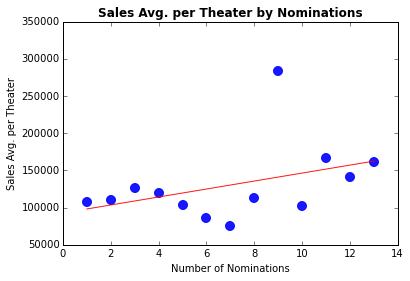 Sales Avg. per Theater by Nominations
350000
300000
250000
200000
150000
100000
50000
Sales Avg. per Theater
0 2 4 6 8 10 12 14
Number of Nominations